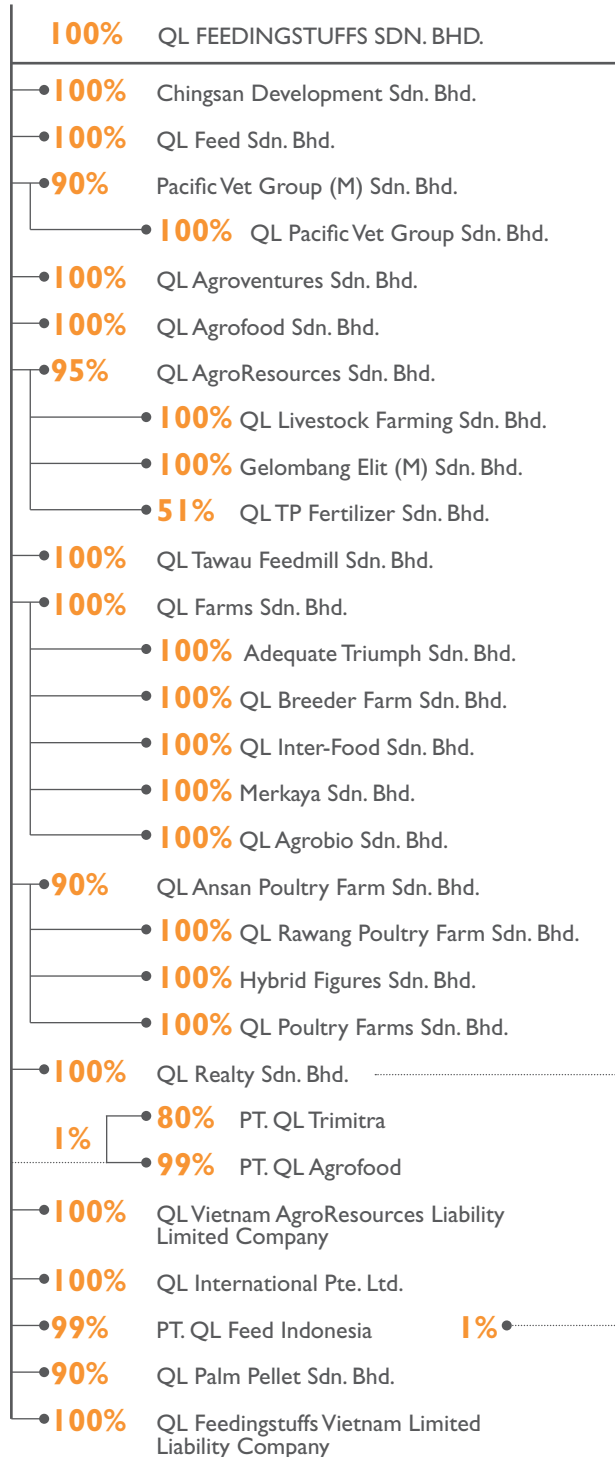 100% QL FEEDINGSTUFFS SDN. BHD.
100% Chingsan Development Sdn. Bhd.
100% QL Feed Sdn. Bhd.
90% Pacific Vet Group (M) Sdn. Bhd.
100% QL Pacific Vet Group Sdn. Bhd.
100% QL Agroventures Sdn. Bhd.
100% QL Agrofood Sdn. Bhd.
95% QL AgroResources Sdn. Bhd.
100% QL Livestock Farming Sdn. Bhd.
100% Gelombang Elit (M) Sdn. Bhd.
51% QL TP Fertilizer Sdn. Bhd.
100% QL Tawau Feedmill Sdn. Bhd.
100% QL Farms Sdn. Bhd.
100% Adequate Triumph Sdn. Bhd.
100% QL Breeder Farm Sdn. Bhd.
100% QL Inter-Food Sdn. Bhd.
100% Merkaya Sdn. Bhd.
100% QL Agrobio Sdn. Bhd.
90% QL Ansan Poultry Farm Sdn. Bhd.
100% QL Rawang Poultry Farm Sdn. Bhd.
100% Hybrid Figures Sdn. Bhd.
100% QL Poultry Farms Sdn. Bhd.
100% QL Realty Sdn. Bhd.
80% PT. QL Trimitra
1%
99% PT. QL Agrofood
100% QL Vietnam AgroResources Liability
Limited Company
100% QL International Pte. Ltd.
99% PT. QL Feed Indonesia 1%
90% QL Palm Pellet Sdn. Bhd.
100% QL Feedingstuffs Vietnam Limited
Liability Company